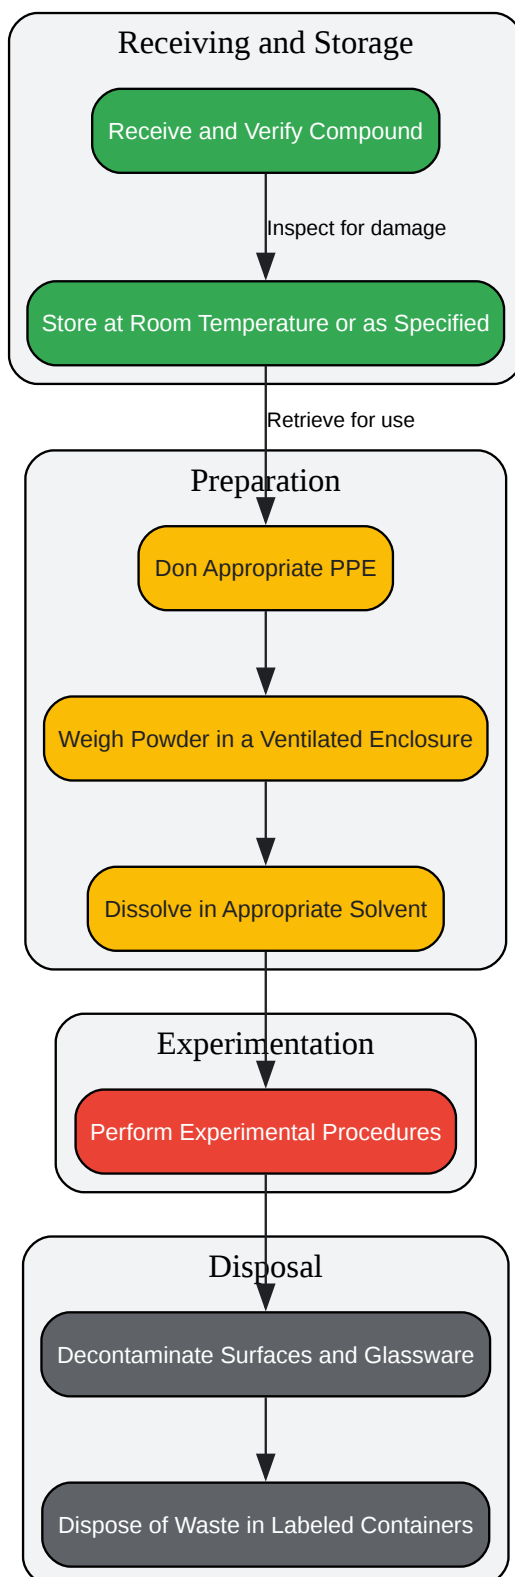 Receiving and Storage
Receive and Verify Compound
Inspect for damage
Store at Room Temperature or as Specified
Retrieve for use
Preparation
Don Appropriate PPE
Weigh Powder in a Ventilated Enclosure
Dissolve in Appropriate Solvent
Experimentation
Perform Experimental Procedures
Disposal
Decontaminate Surfaces and Glassware
Dispose of Waste in Labeled Containers